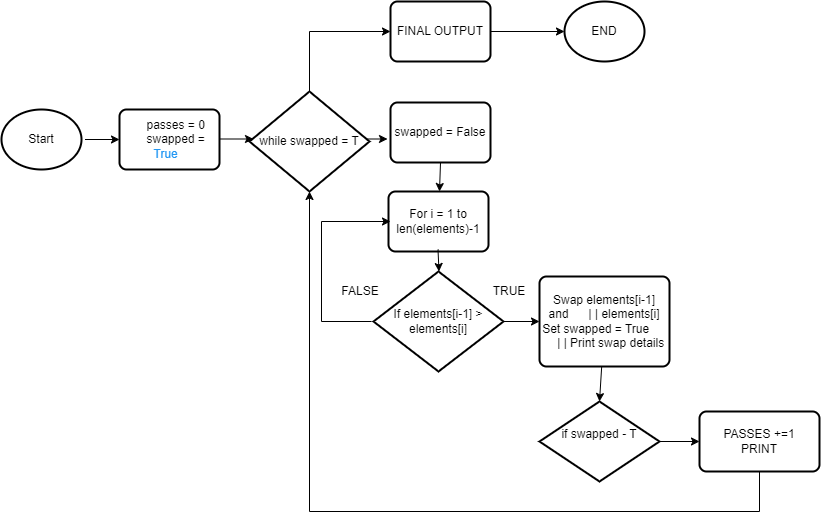 FINAL OUTPUT
END
Start
passes = 0
swapped =
True
while swapped = T
swapped = False
For i = 1 to
len(elements)-1
FALSE
TRUE
If elements[i-1] >
elements[i]
Swap elements[i-1]
and | | elements[i]
Set swapped = True
| | Print swap details
if swapped - T
PASSES +=1
PRINT